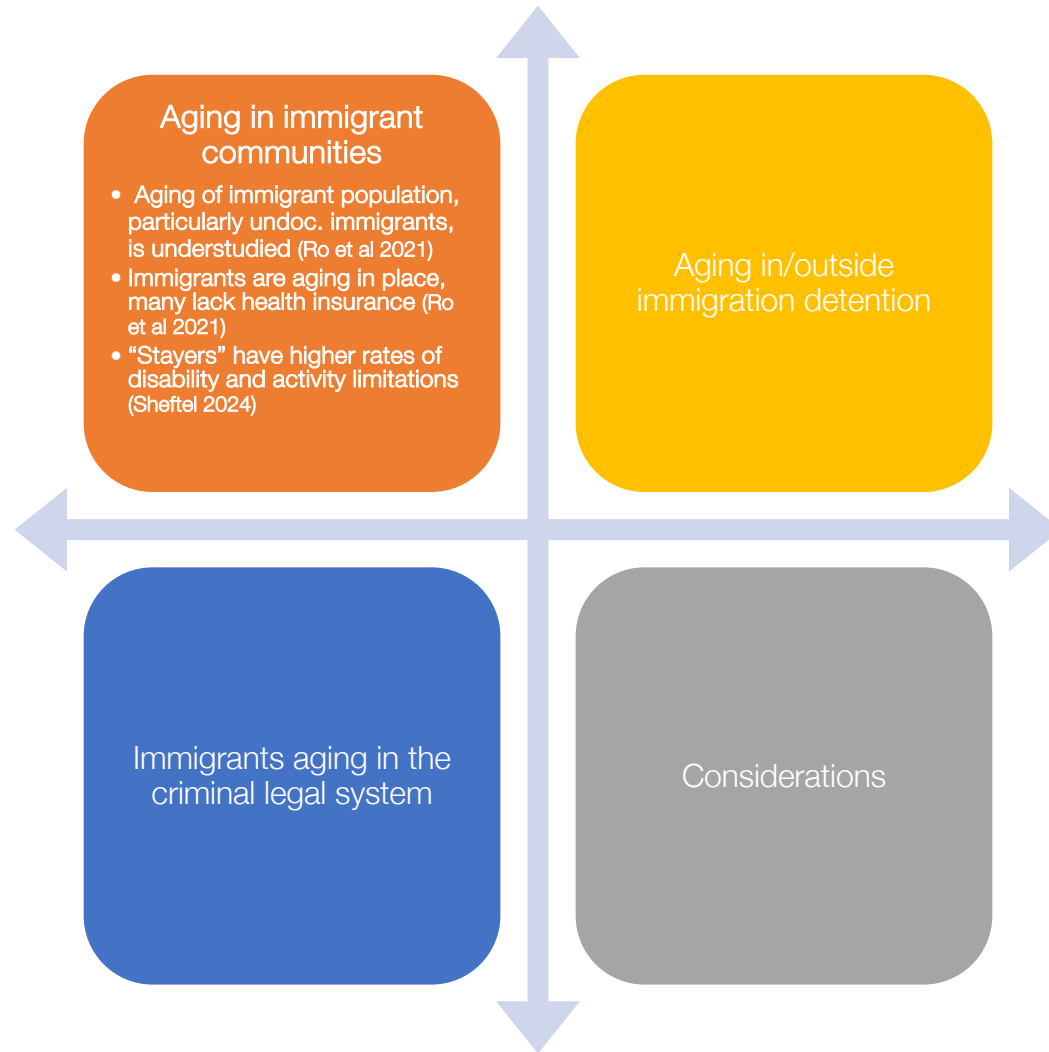 Aging in immigrant
communities
• Aging of immigrant population,
particularly undoc. immigrants,
is understudied (Ro et al 2021)
• Immigrants are aging in place,
many lack health insurance (Ro
et al 2021)
• “Stayers” have higher rates of
disability and activity limitations
(Sheftel 2024)
Aging in/outside
immigration detention
Immigrants aging in the
criminal legal system
Considerations